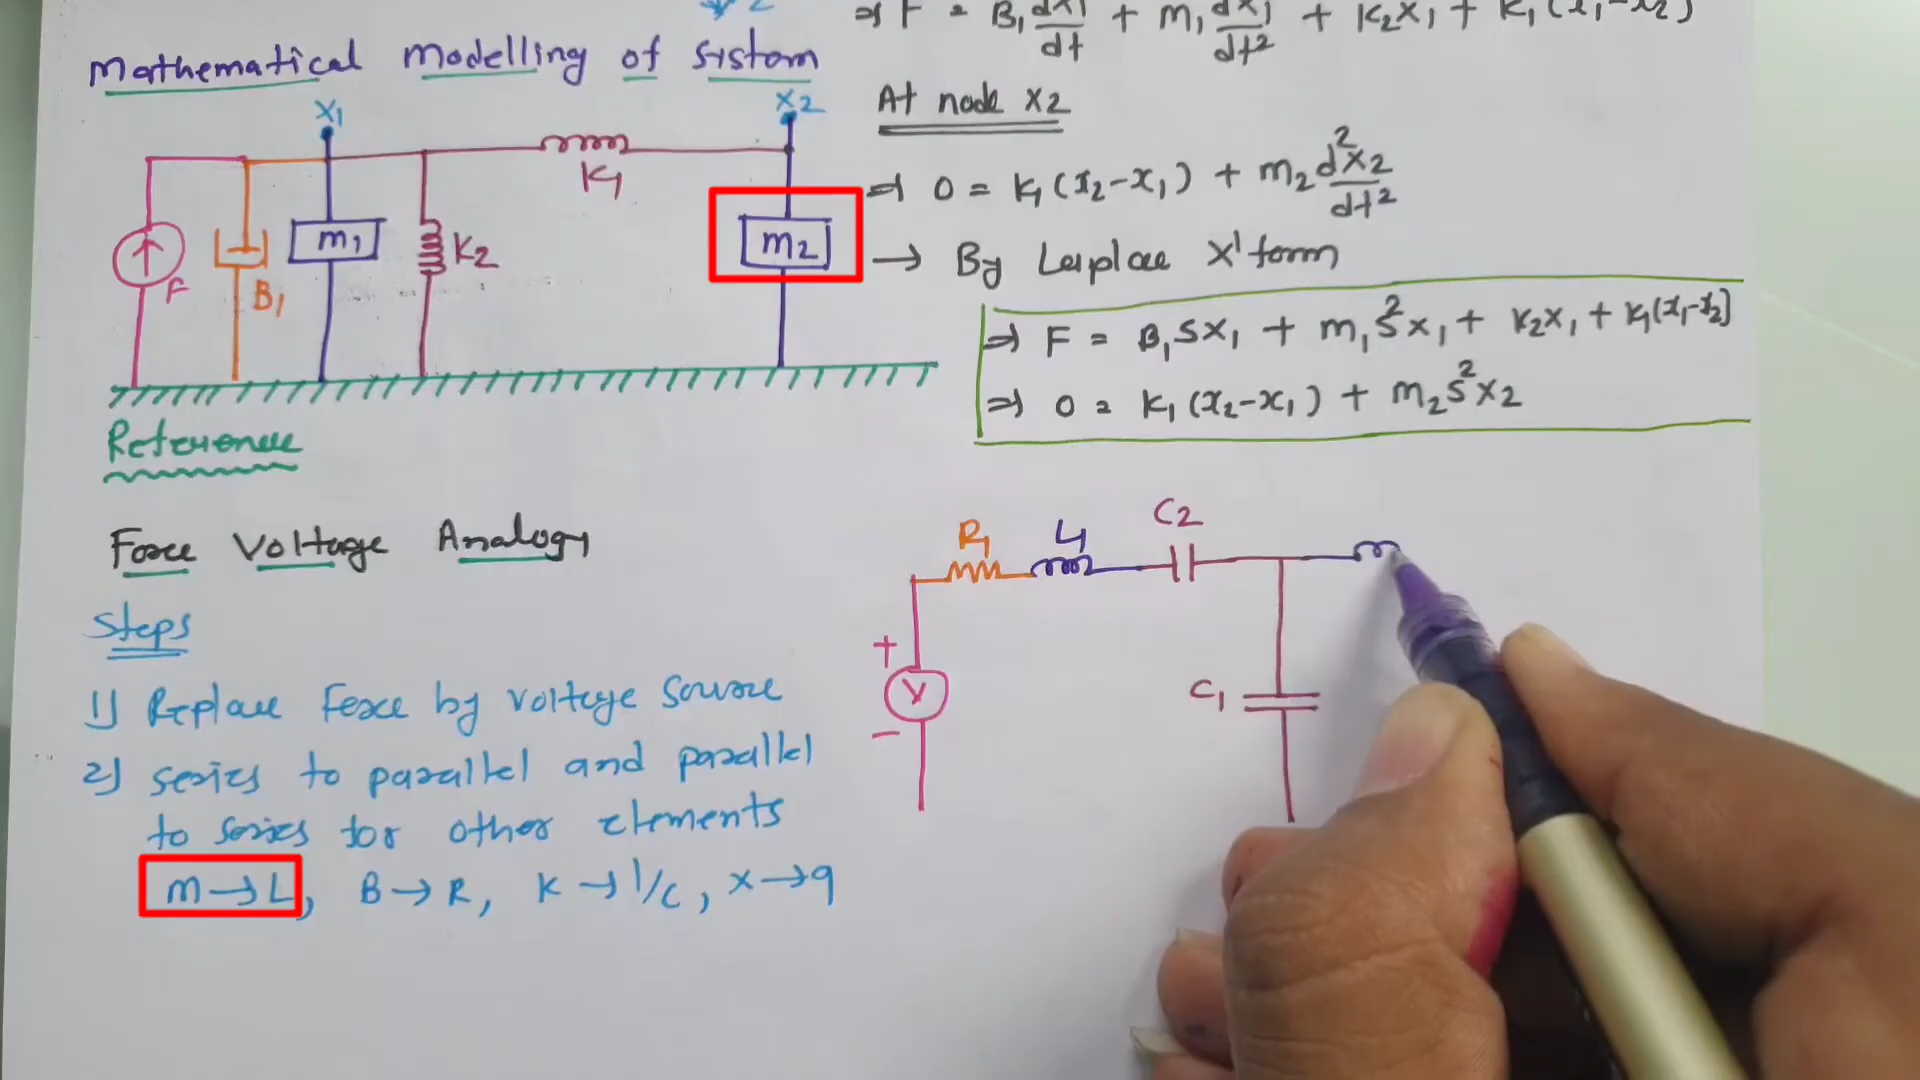 ⇒ F = B₁ dx₁/dt + m₁ dx₁/dt² + K₂x₁ + K₁(x₁-x₂)
Mathematical modelling of sistem
At node x2
x₁
x2
K₁
⇒ 0 = K₁(x₂-x₁) + m₂ d²x₂/dt²
F
B₁
m₁
K2
m2
→ By Laplace X'form
⇒ F = B₁Sx₁ + m₁S²x₁ + K₂x₁ + K₁(x₁-x₂]
⇒ 0 = K₁(x₂-x₁) + m₂S²x₂
Reference
Force Voltage Analogy
R₁
L₁
C2
Steps
1) Replace Force by voltage source
+
V
-
C₁
2) series to parallel and parallel
to series for other elements
m→L, B→R, K→1/C, x→q